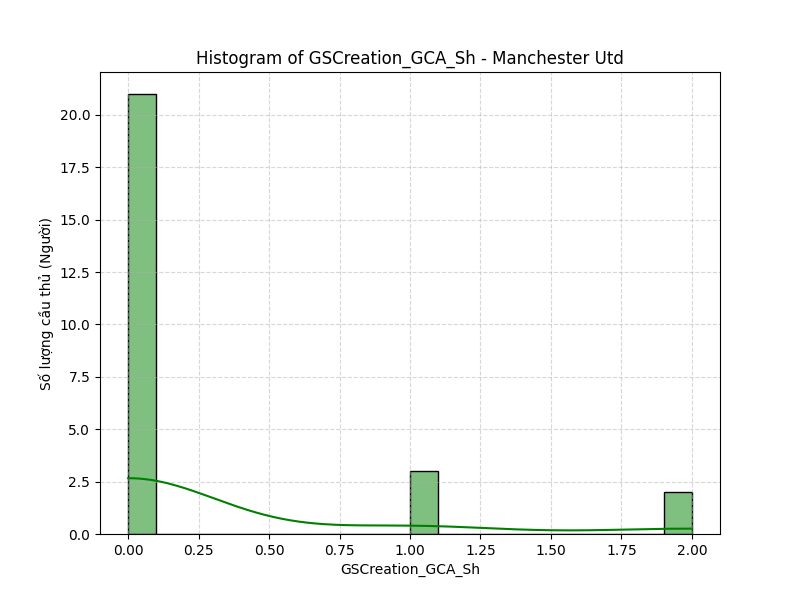 Histogram of GSCreation_GCA_Sh - Manchester Utd
Số lượng cầu thủ (Người)
20.0
17.5
15.0
12.5
10.0
7.5
5.0
2.5
0.0
0.00 0.25 0.50 0.75 1.00 1.25 1.50 1.75 2.00
GSCreation_GCA_Sh